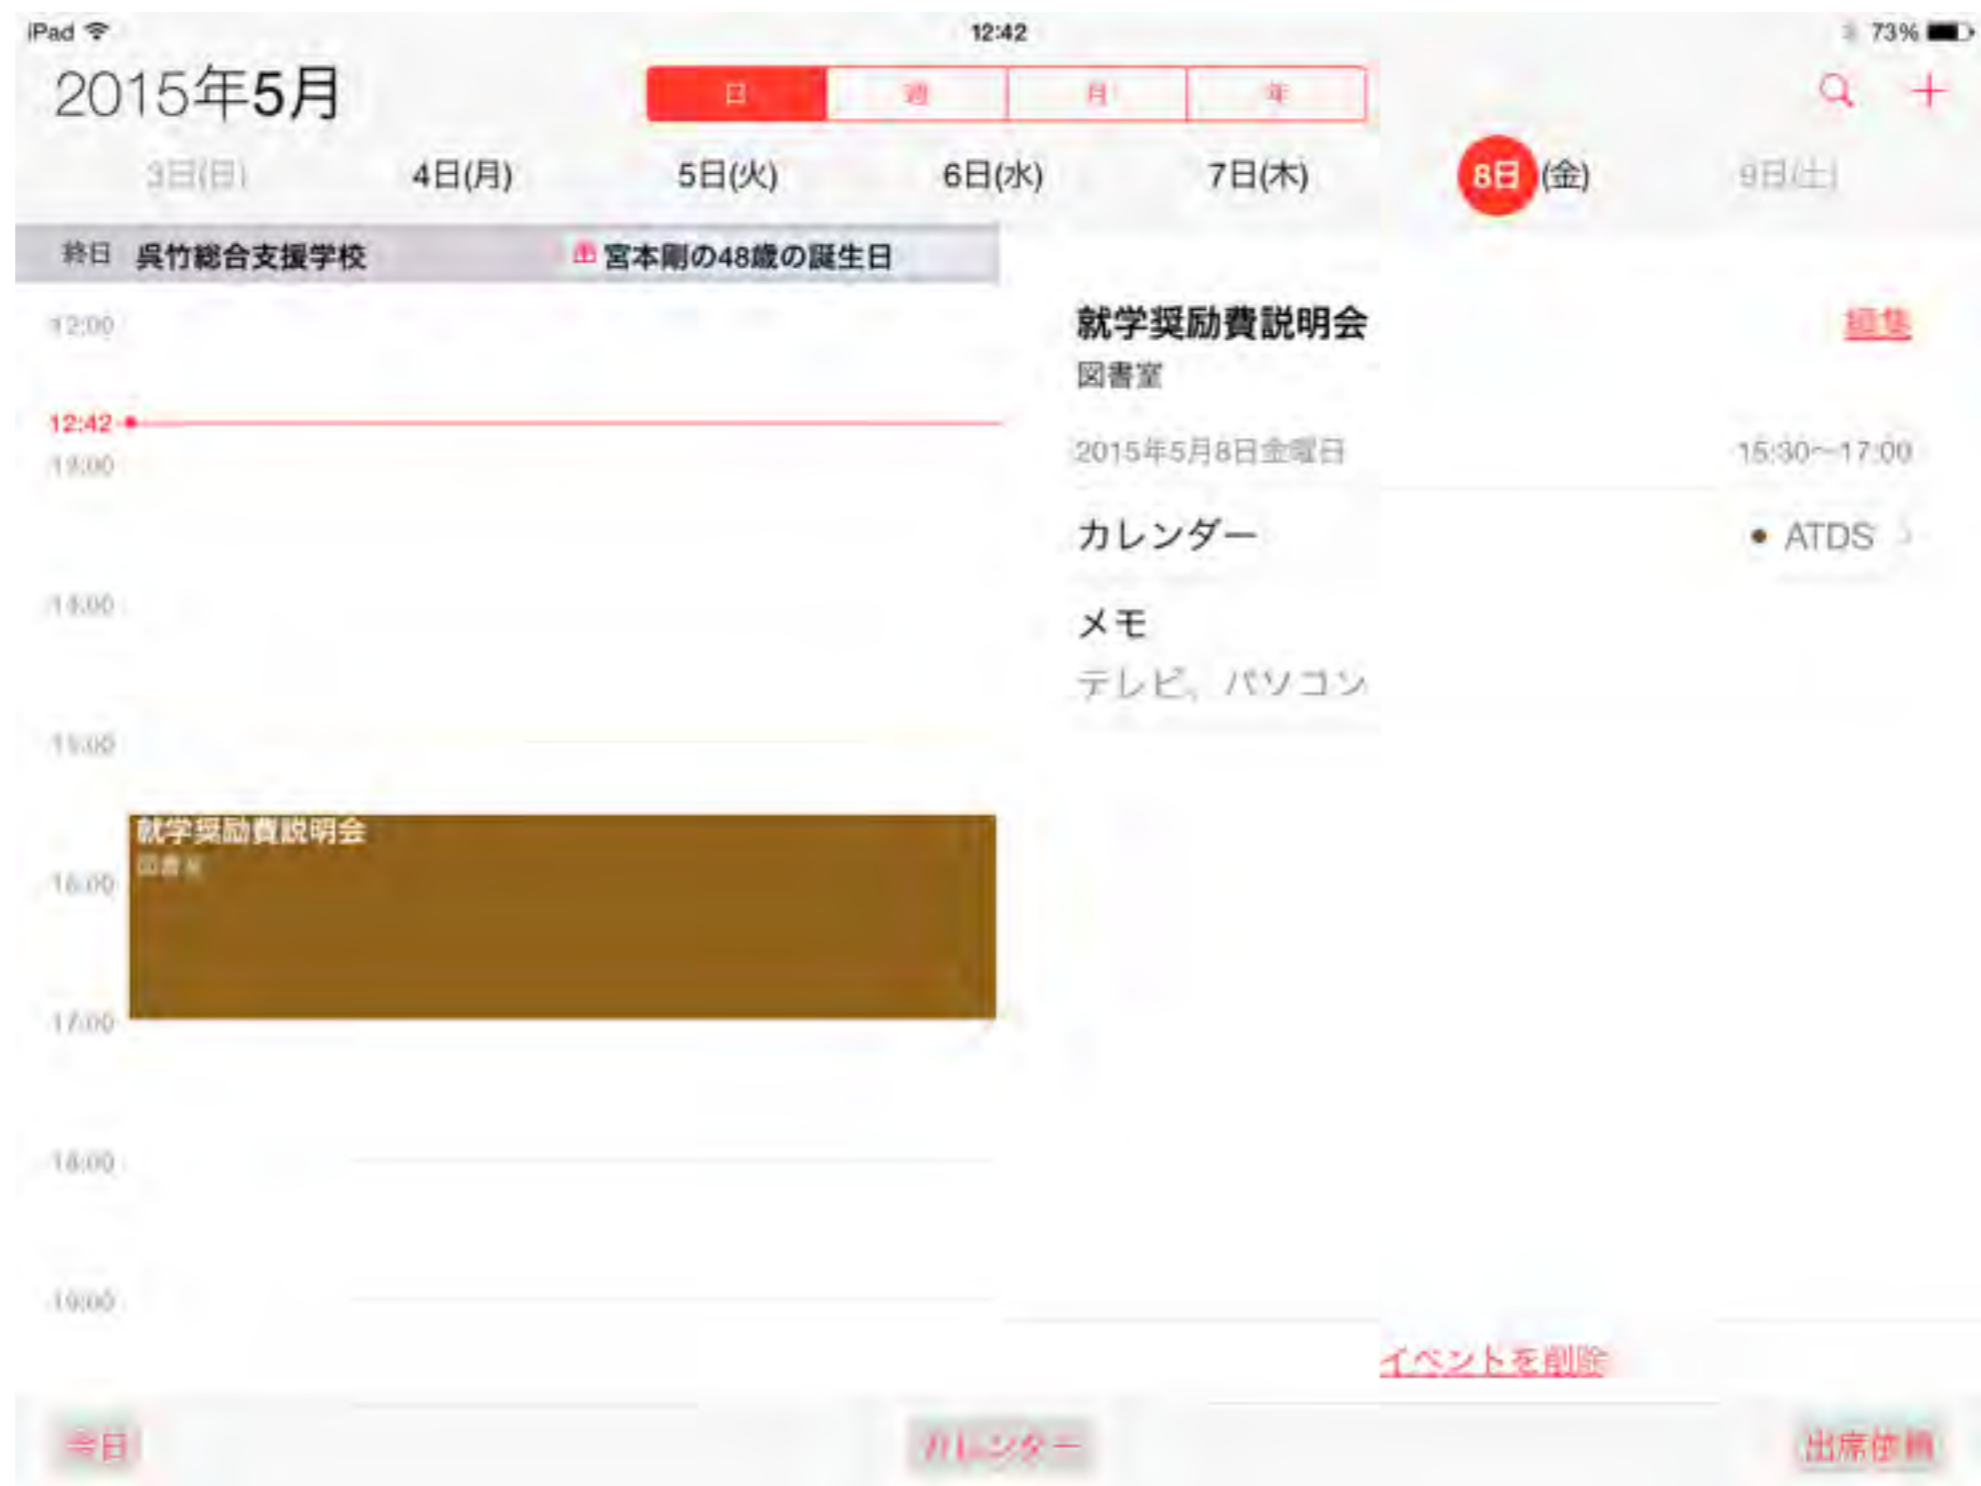 iPad 12:42 73%
2015年5月
日 週 月 年
3日(日) 4日(月) 5日(火) 6日(水) 7日(木) 8日(金) 9日(土)
終日 呉竹総合支援学校 宮本剛の48歳の誕生日
12:00
就学奨励費説明会 編集
図書室
12:42
2015年5月8日金曜日 15:30〜17:00
13:00
カレンダー ATDS
14:00
メモ
テレビ、パソコン
15:00
就学奨励費説明会
図書室
16:00
17:00
18:00
19:00
イベントを削除
今日 カレンダー 出席依頼